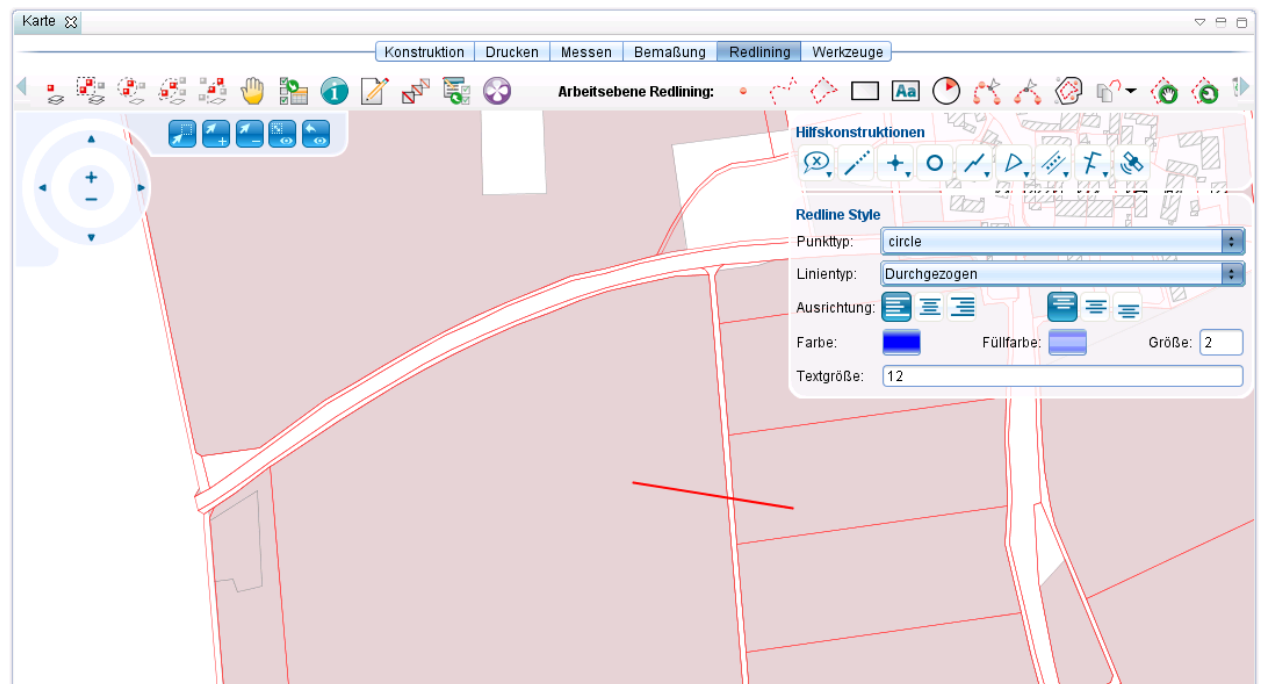 Karte
Konstruktion Drucken Messen Bemaßung Redlining Werkzeuge
Arbeitsebene Redlining: Aa
Hilfskonstruktionen
Redline Style
Punkttyp: circle
Linientyp: Durchgezogen
Ausrichtung:
Farbe: Füllfarbe: Größe: 2
Textgröße: 12